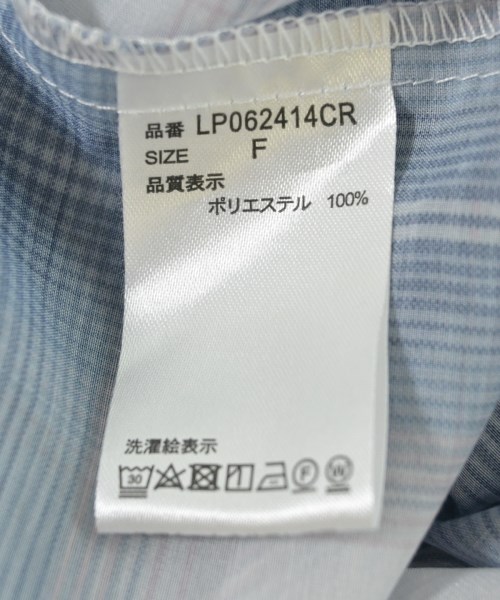 品番 LP062414CR
SIZE F
品質表示
ポリエステル 100%
洗濯絵表示
30 F W